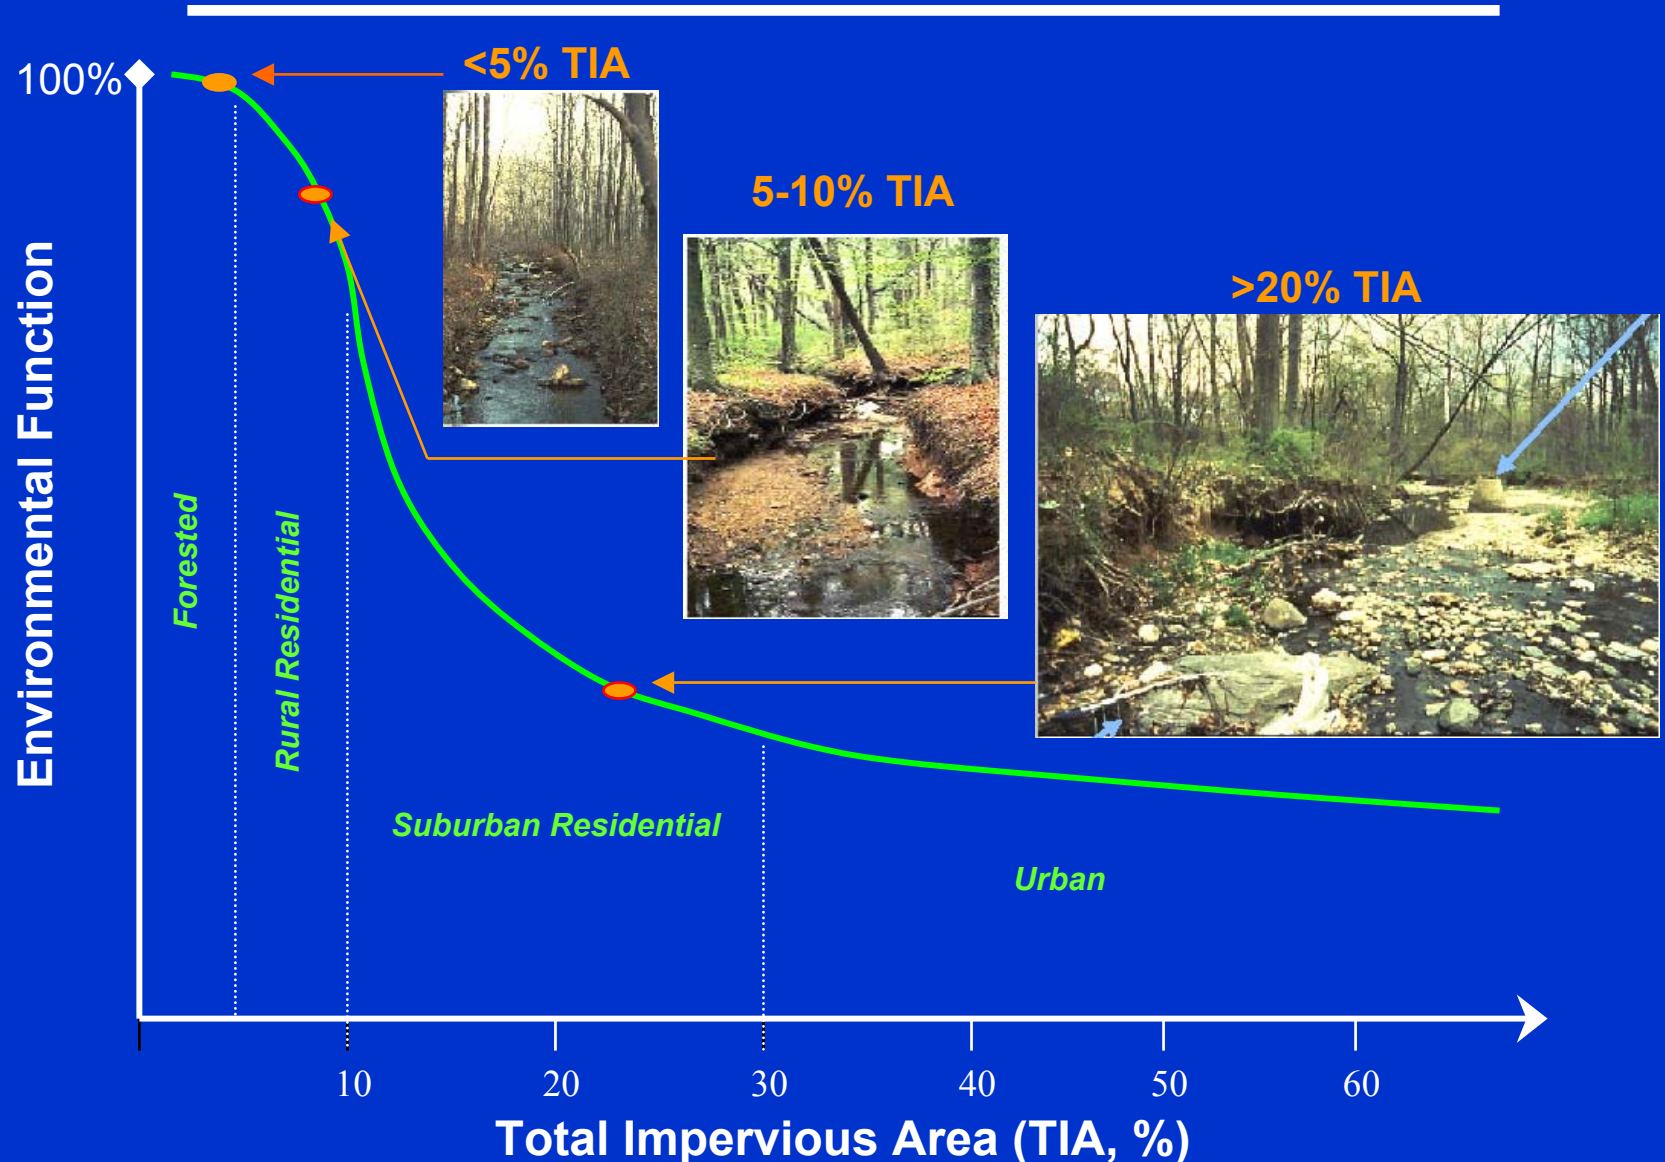 100%
<5% TIA
5-10% TIA
>20% TIA
Environmental Function
Forested
Rural Residential
Suburban Residential
Urban
10
20
30
40
50
60
Total Impervious Area (TIA, %)